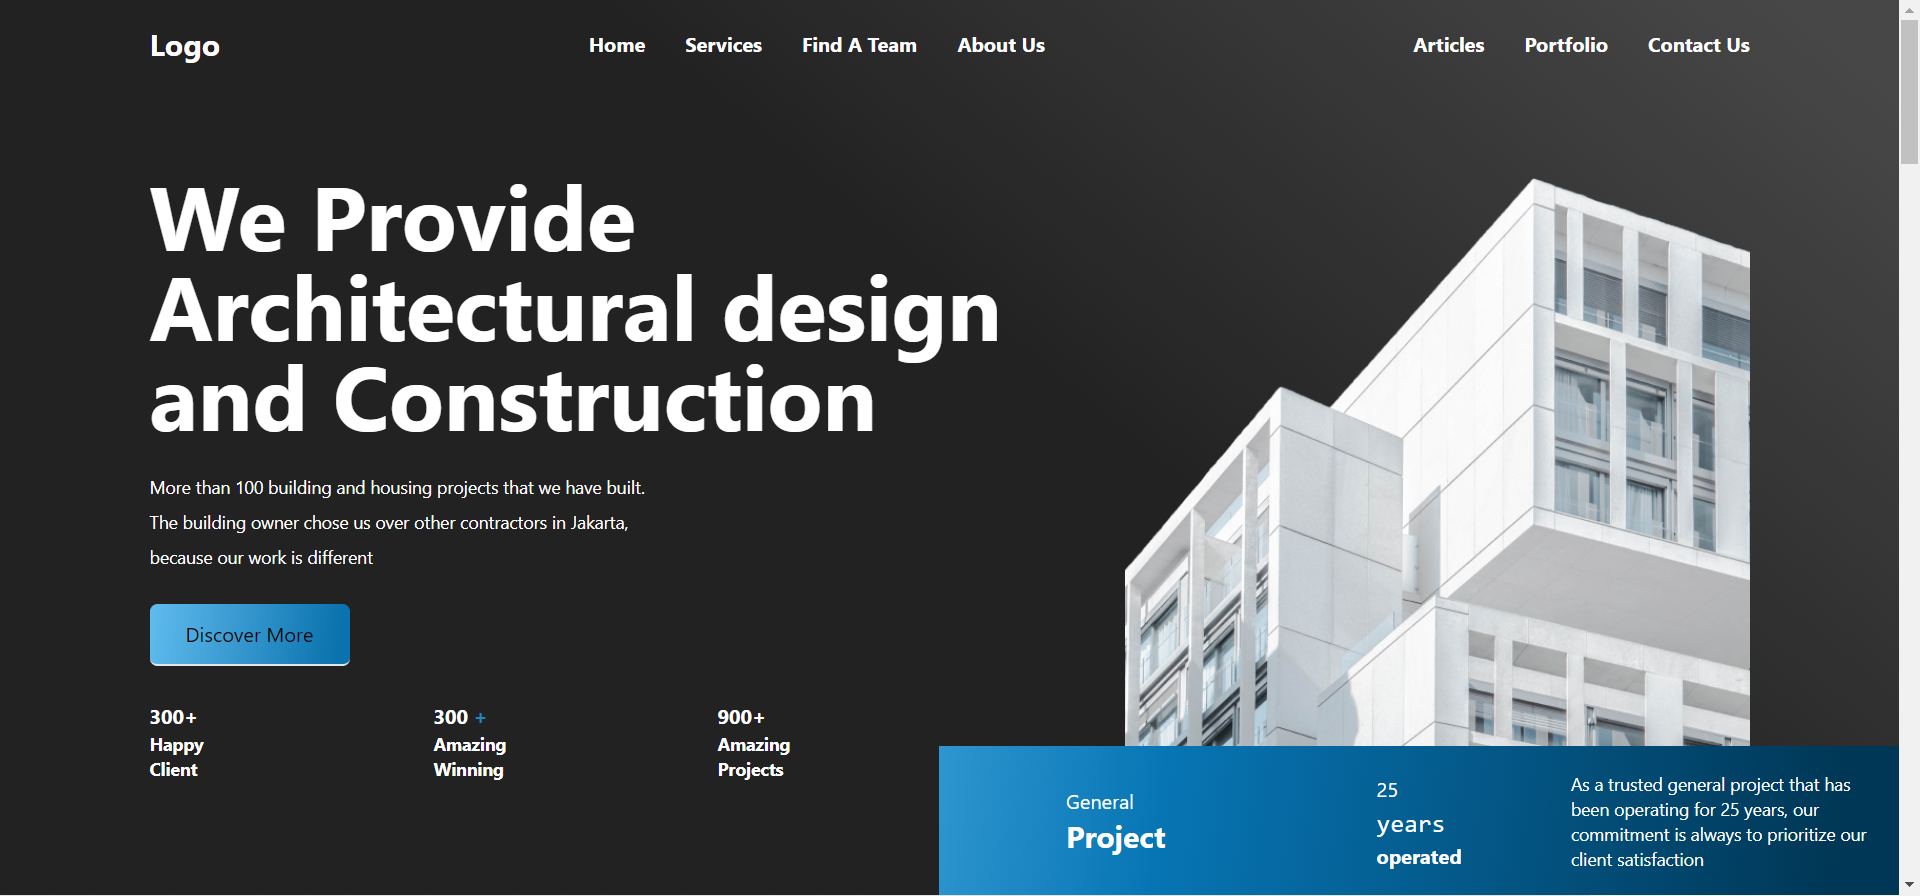 Logo
Home
Services
Find A Team
About Us
Articles
Portfolio
Contact Us
We Provide
Architectural design
and Construction
More than 100 building and housing projects that we have built.
The building owner chose us over other contractors in Jakarta,
because our work is different
Discover More
300+
Happy
Client
300 +
Amazing
Winning
900+
Amazing
Projects
General
Project
25
years
operated
As a trusted general project that has
been operating for 25 years, our
commitment is always to prioritize our
client satisfaction